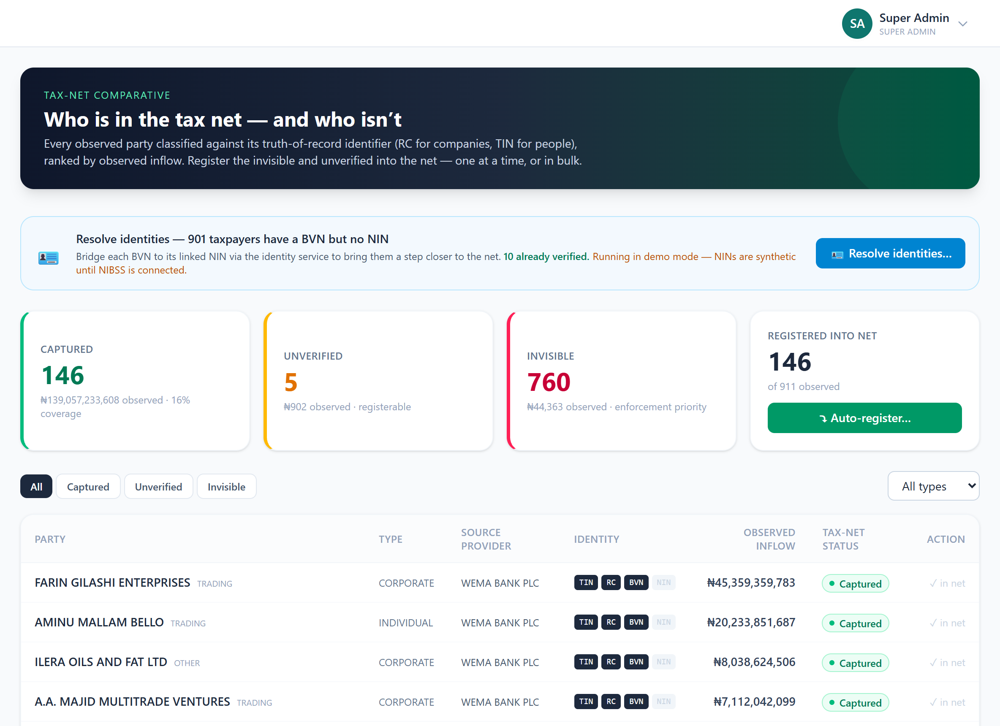 SA
Super Admin
SUPER ADMIN
TAX-NET COMPARATIVE
Who is in the tax net — and who isn’t
Every observed party classified against its truth-of-record identifier (RC for companies, TIN for people),
ranked by observed inflow. Register the invisible and unverified into the net — one at a time, or in bulk.
Resolve identities — 901 taxpayers have a BVN but no NIN
Bridge each BVN to its linked NIN via the identity service to bring them a step closer to the net. 10 already verified. Running in demo mode — NINs are synthetic
until NIBSS is connected.
Resolve identities...
CAPTURED
146
₦139,057,233,608 observed · 16%
coverage
UNVERIFIED
5
₦902 observed · registerable
INVISIBLE
760
₦44,363 observed · enforcement priority
REGISTERED INTO NET
146
of 911 observed
⤵ Auto-register...
All Captured Unverified Invisible
All types
PARTY TYPE SOURCE PROVIDER IDENTITY OBSERVED INFLOW TAX-NET STATUS ACTION
FARIN GILASHI ENTERPRISES TRADING CORPORATE WEMA BANK PLC TIN RC BVN NIN ₦45,359,359,783 Captured ✓ in net
AMINU MALLAM BELLO TRADING INDIVIDUAL WEMA BANK PLC TIN RC BVN NIN ₦20,233,851,687 Captured ✓ in net
ILERA OILS AND FAT LTD OTHER CORPORATE WEMA BANK PLC TIN RC BVN NIN ₦8,038,624,506 Captured ✓ in net
A.A. MAJID MULTITRADE VENTURES TRADING CORPORATE WEMA BANK PLC TIN RC BVN NIN ₦7,112,042,099 Captured ✓ in net